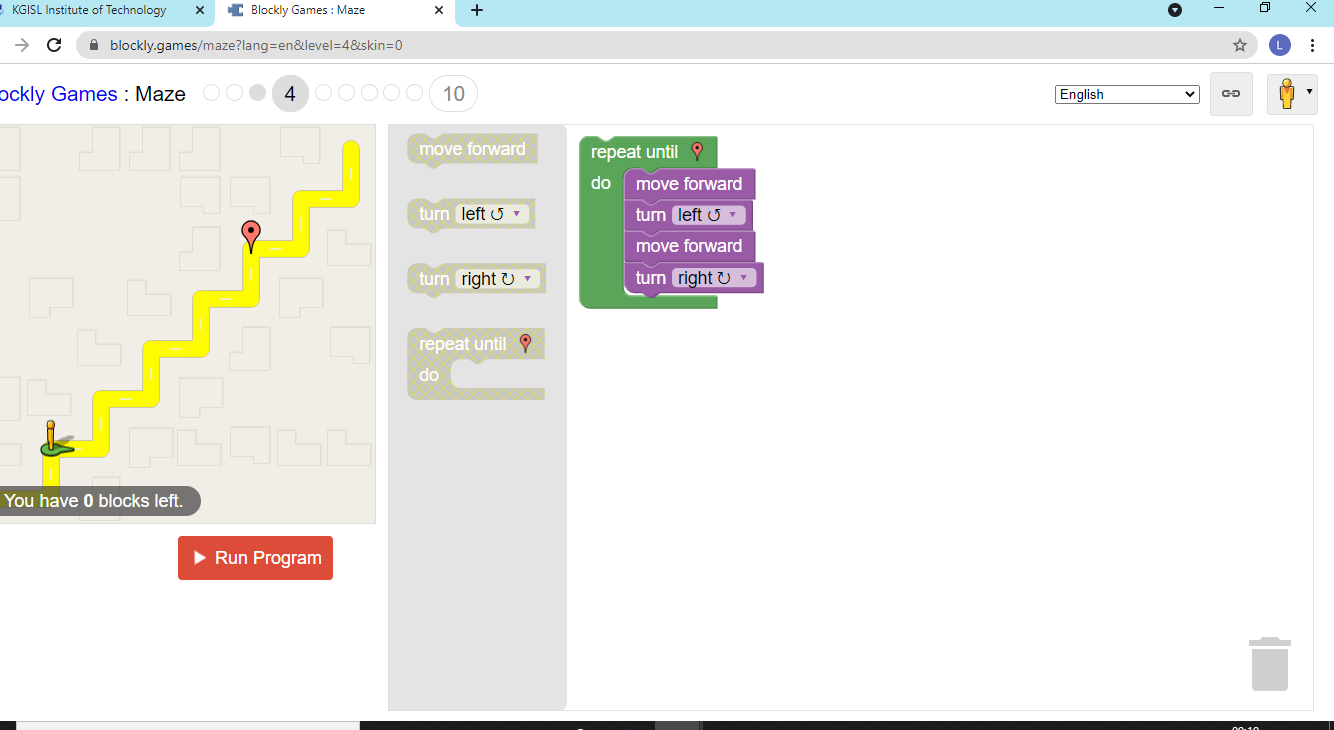 KGISL Institute of Technology
Blockly Games : Maze
blockly.games/maze?lang=en&level=4&skin=0
L
ockly Games : Maze
4
10
English
move forward
turn left ↺
turn right ↻
repeat until
do
You have 0 blocks left.
Run Program
repeat until
do
move forward
turn left ↺
move forward
turn right ↻